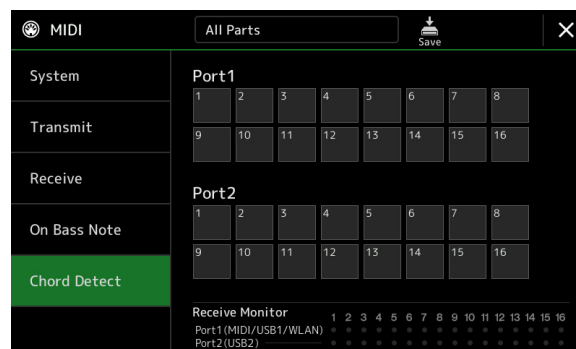 MIDI
All Parts
Save
System
Transmit
Receive
On Bass Note
Chord Detect
Port1
1 2 3 4 5 6 7 8
9 10 11 12 13 14 15 16
Port2
1 2 3 4 5 6 7 8
9 10 11 12 13 14 15 16
Receive Monitor 1 2 3 4 5 6 7 8 9 10 11 12 13 14 15 16
Port1(MIDI/USB1/WLAN)
Port2(USB2)